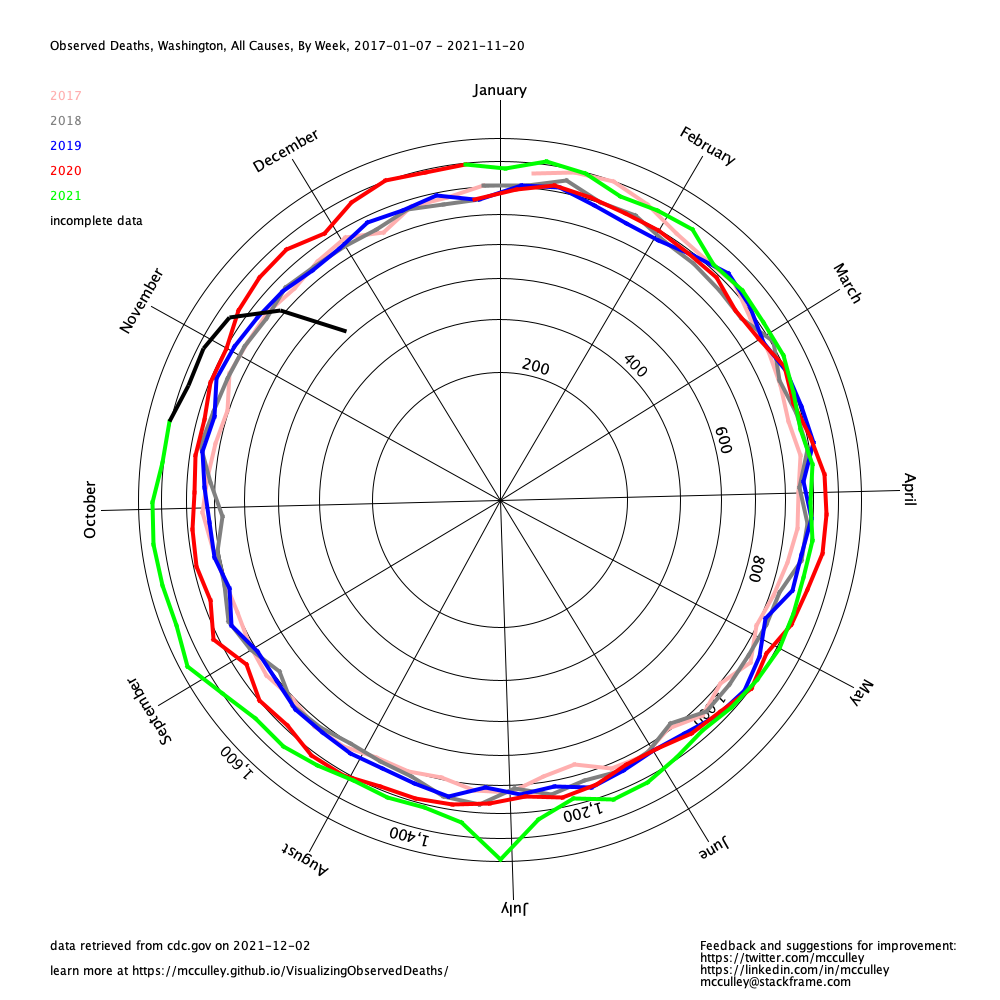 Observed Deaths, Washington, All Causes, By Week, 2017-01-07 - 2021-11-20
January
2017
2018
2019
2020
2021
incomplete data
December
February
November
March
200
400
600
October
April
800
September
May
1,600
1,200
1,400
August
June
July
data retrieved from cdc.gov on 2021-12-02
learn more at https://mcculley.github.io/VisualizingObservedDeaths/
Feedback and suggestions for improvement:
https://twitter.com/mcculley
https://linkedin.com/in/mcculley
mcculley@stackframe.com